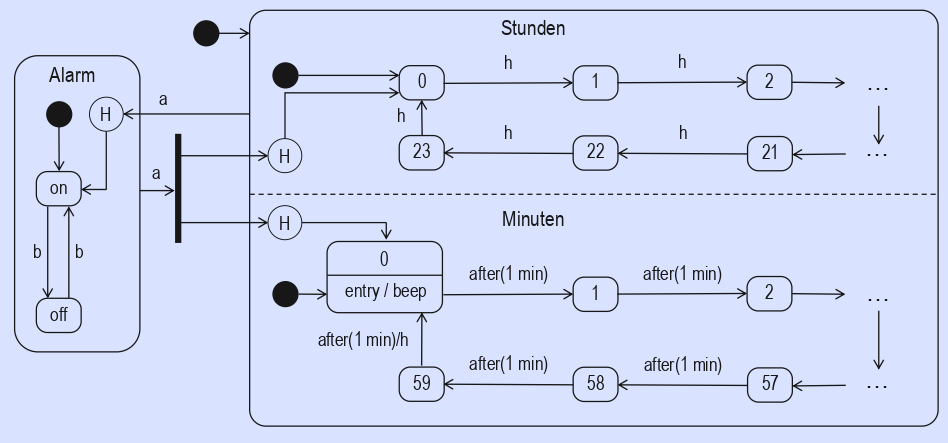 Stunden
Alarm
H
a
on
b
b
off
a
H
0
h
1
h
2
...
h
23
h
22
h
21
...
Minuten
H
0
entry / beep
after(1 min)
1
after(1 min)
2
...
after(1 min)/h
59
after(1 min)
58
after(1 min)
57
...